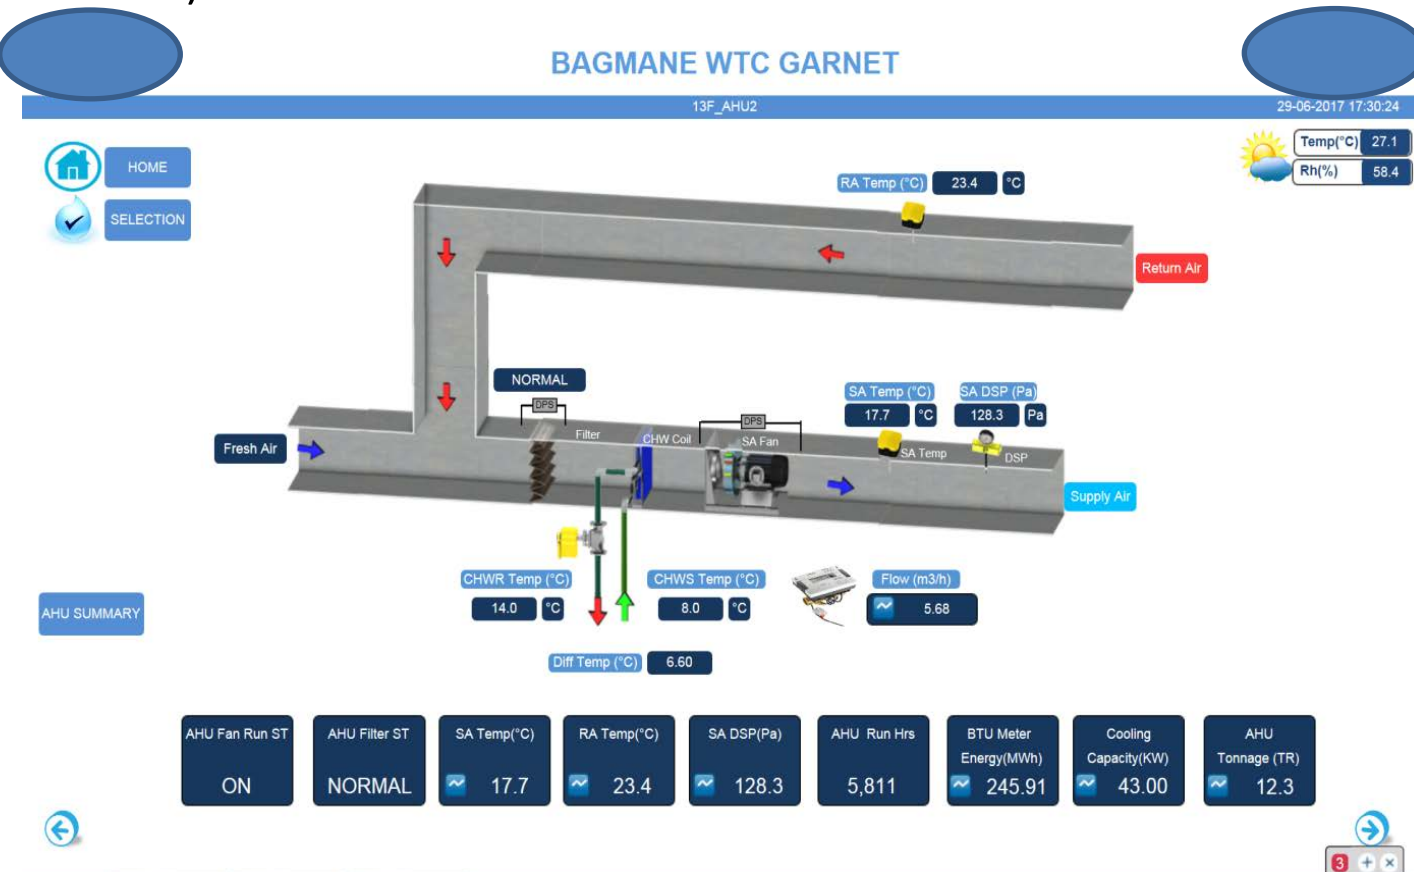 BAGMANE WTC GARNET
13F_AHU2
29-06-2017 17:30:24
Temp(°C) 27.1
Rh(%) 58.4
HOME
SELECTION
RA Temp (°C) 23.4 °C
Return Air
NORMAL
DPS
Filter
CHW Coil
DPS
SA Fan
SA Temp (°C)
17.7 °C
SA DSP (Pa)
128.3 Pa
SA Temp
DSP
Fresh Air
Supply Air
CHWR Temp (°C)
14.0 °C
CHWS Temp (°C)
8.0 °C
Flow (m3/h)
5.68
AHU SUMMARY
Diff Temp (°C) 6.60
AHU Fan Run ST
ON
AHU Filter ST
NORMAL
SA Temp(°C)
17.7
RA Temp(°C)
23.4
SA DSP(Pa)
128.3
AHU Run Hrs
5,811
BTU Meter
Energy(MWh)
245.91
Cooling
Capacity(KW)
43.00
AHU
Tonnage (TR)
12.3
3